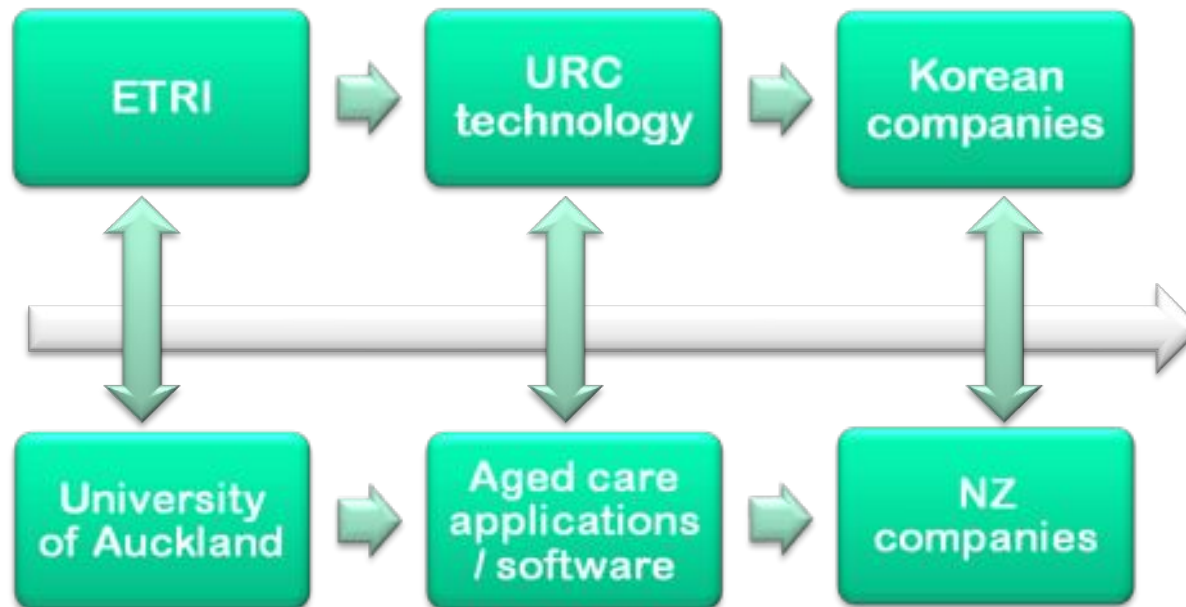 ETRI
URC
technology
Korean
companies
University
of Auckland
Aged care
applications
/ software
NZ
companies